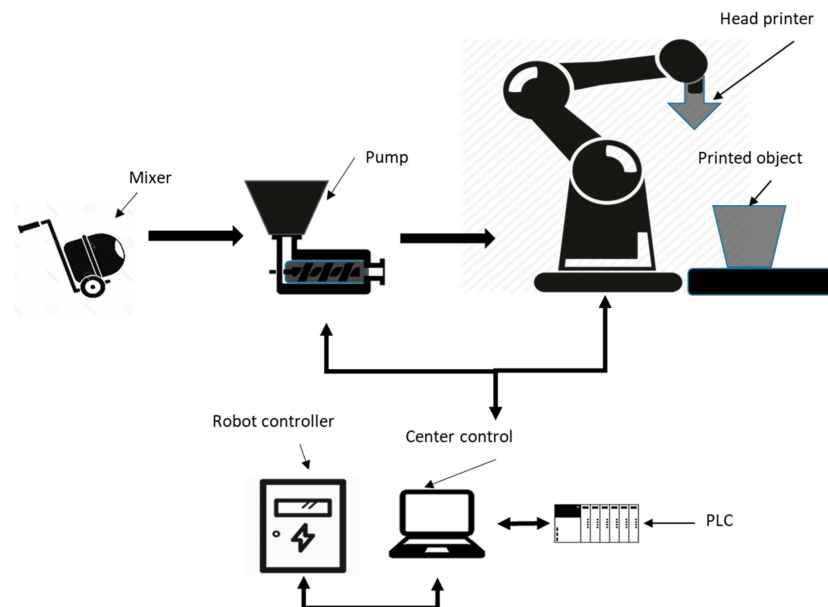 Head printer
Pump
Printed object
Mixer
Robot controller
Center control
PLC